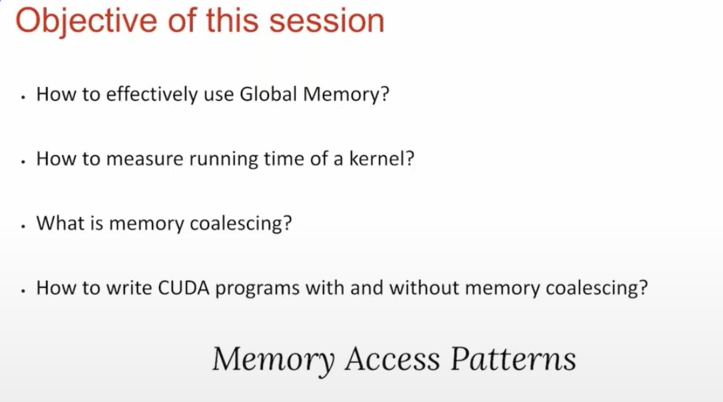 Objective of this session
• How to effectively use Global Memory?
• How to measure running time of a kernel?
• What is memory coalescing?
• How to write CUDA programs with and without memory coalescing?
Memory Access Patterns